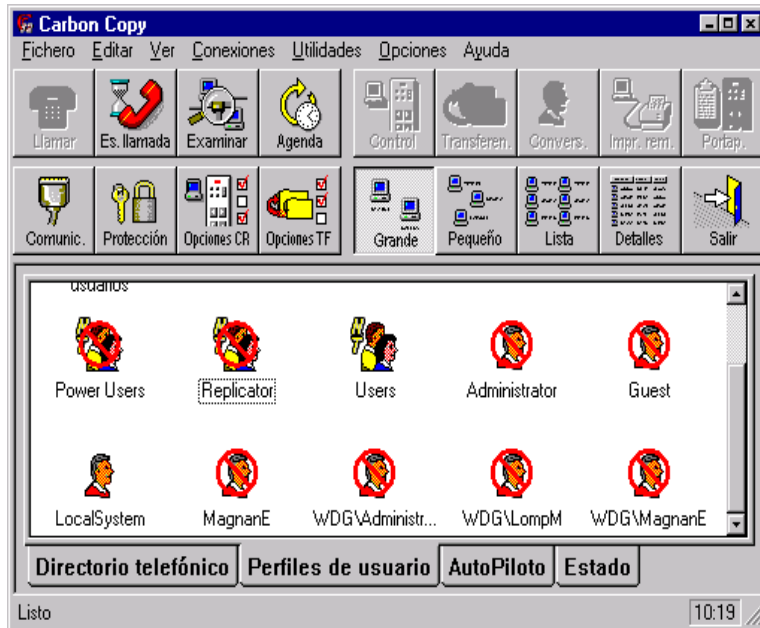 Carbon Copy
Fichero Editar Ver Conexiones Utilidades Opciones Ayuda
Llamar Es. llamada Examinar Agenda Control Transferen. Convers. Impr. rem. Portap.
Comunic. Protección Opciones CR Opciones TF Grande Pequeño Lista Detalles Salir
usuarios
Power Users Replicator Users Administrator Guest
LocalSystem MagnanE WDG\Administr... WDG\LompM WDG\MagnanE
Directorio telefónico Perfiles de usuario AutoPiloto Estado
Listo 10:19